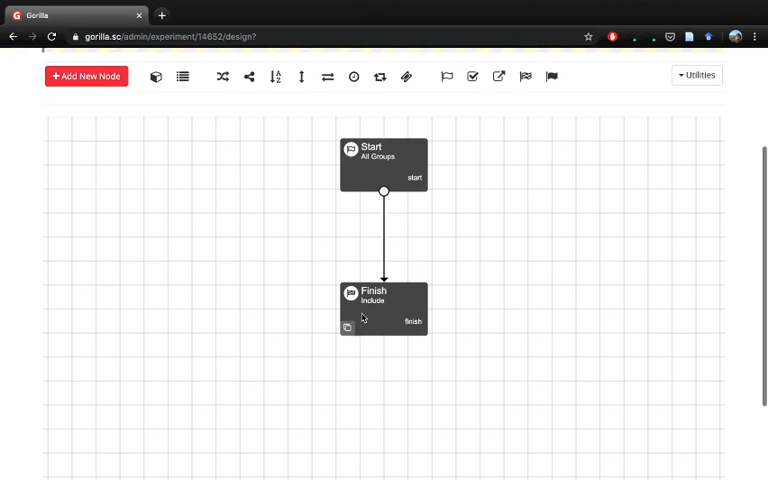 Gorilla
gorilla.sc/admin/experiment/14652/design?
+ Add New Node
Utilities
Start
All Groups
start
Finish
Include
finish